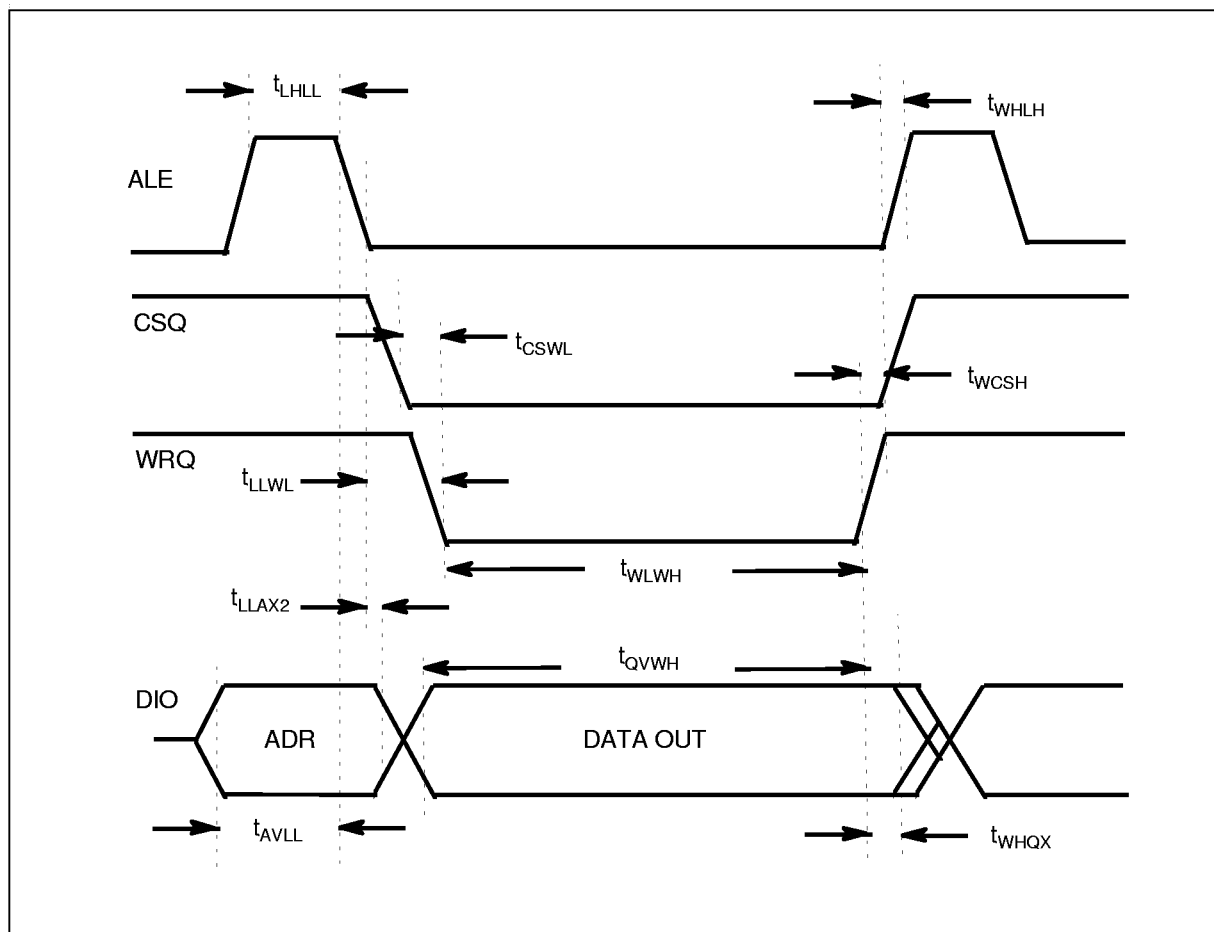 tLHLL
tWHLH
ALE
CSQ
tCSWL
tWCSH
WRQ
tLLWL
tWLWH
tLLAX2
tQVWH
DIO
ADR
DATA OUT
tAVLL
tWHQX